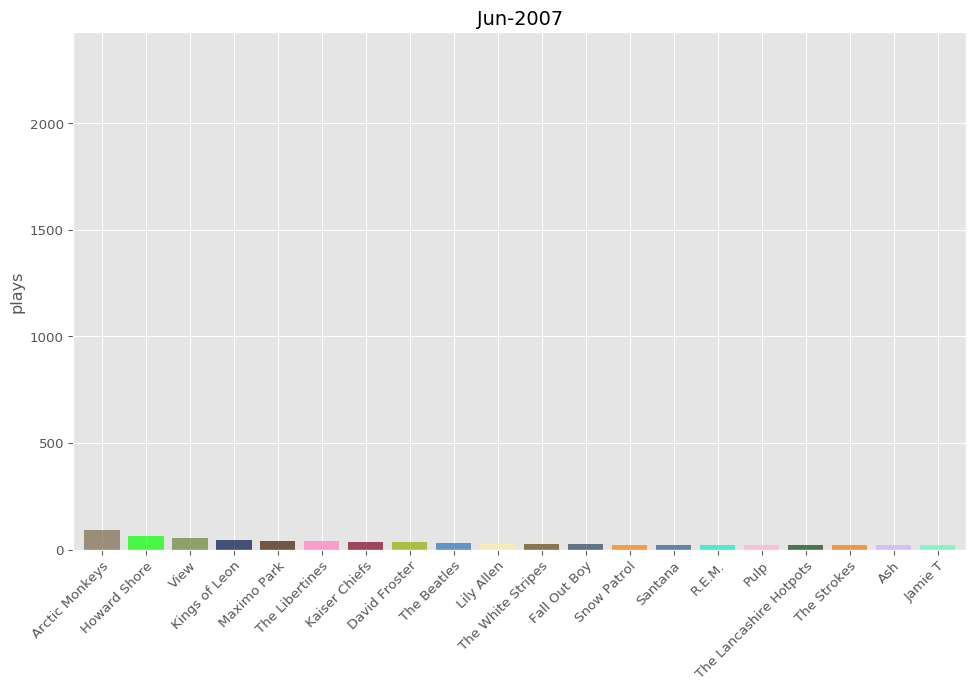 Jun-2007
plays
2000
1500
1000
500
0
Arctic Monkeys
Howard Shore
View
Kings of Leon
Maximo Park
The Libertines
Kaiser Chiefs
David Froster
The Beatles
Lily Allen
The White Stripes
Fall Out Boy
Snow Patrol
Santana
R.E.M.
Pulp
The Lancashire Hotpots
The Strokes
Ash
Jamie T